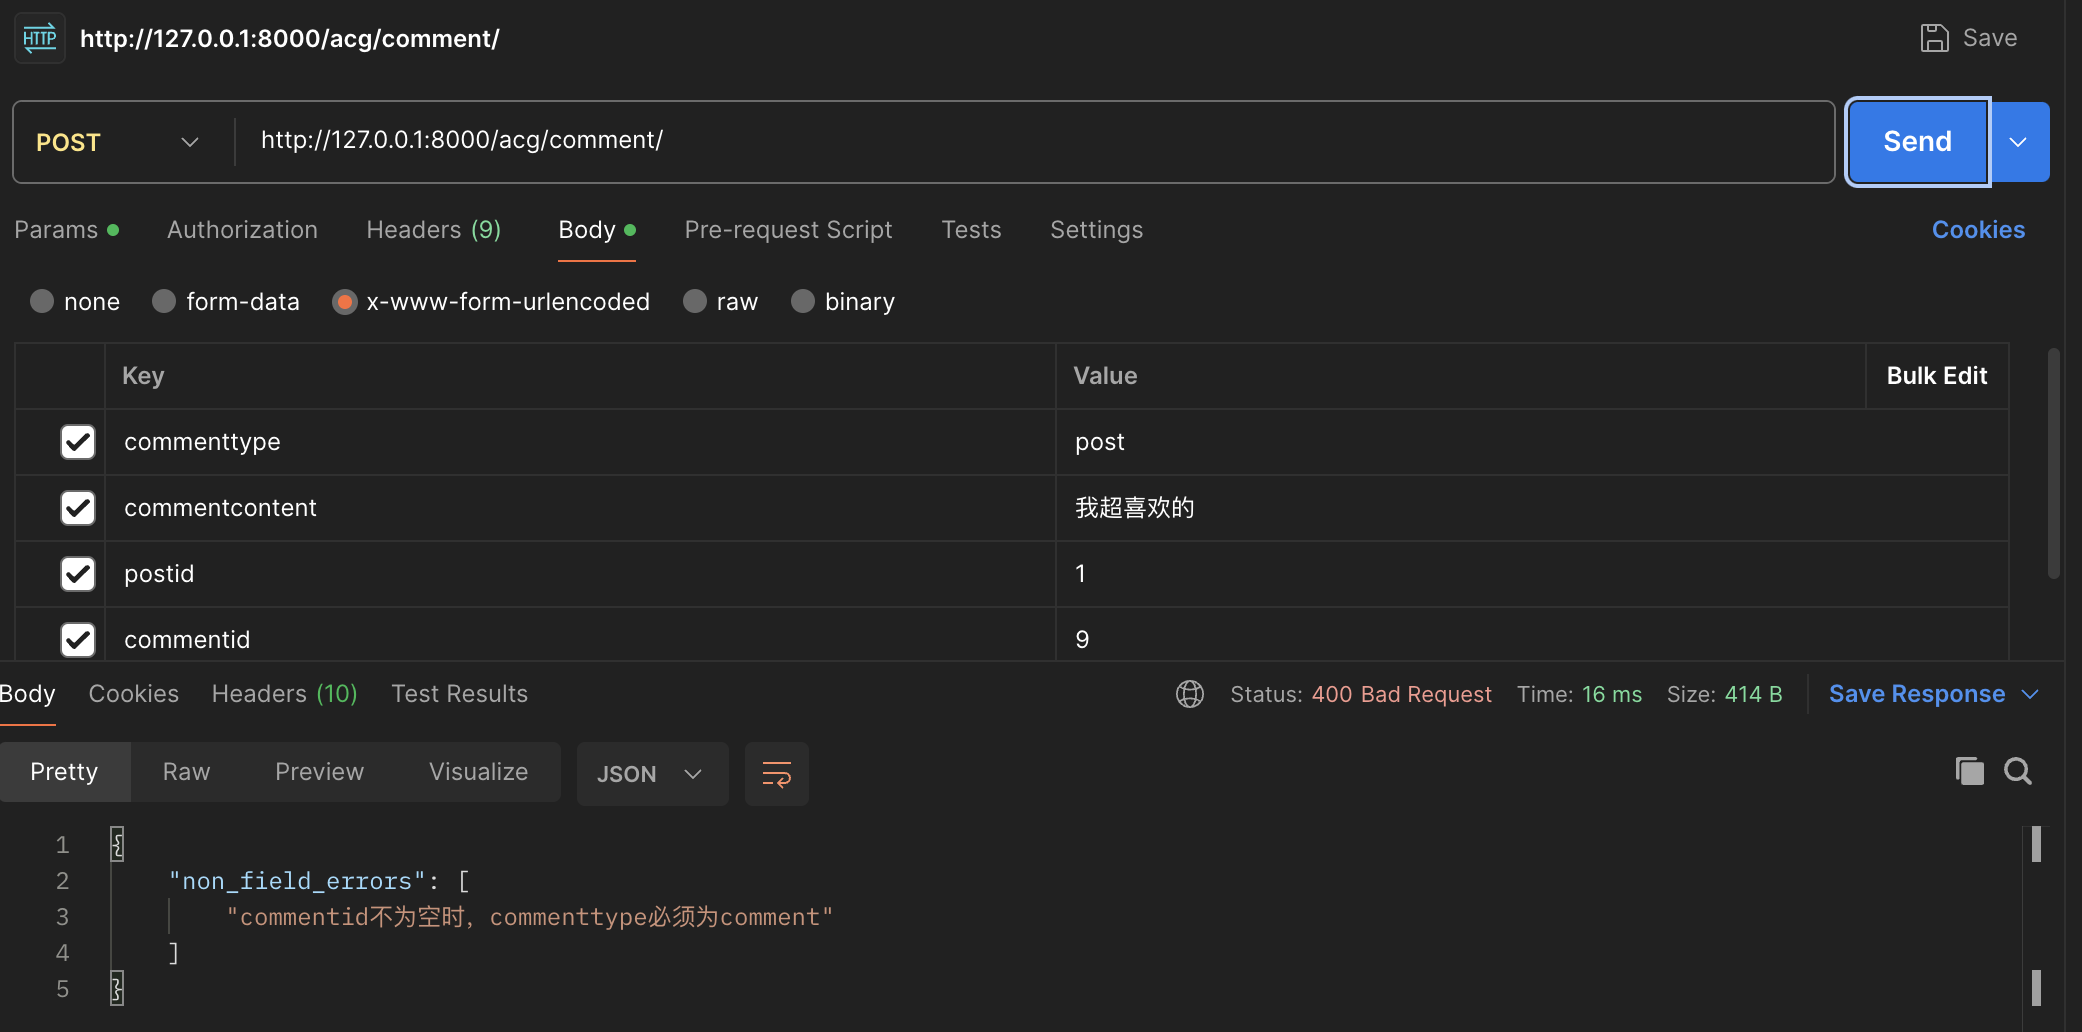 HTTP http://127.0.0.1:8000/acg/comment/ Save
POST http://127.0.0.1:8000/acg/comment/ Send
Params Authorization Headers (9) Body Pre-request Script Tests Settings Cookies
none form-data x-www-form-urlencoded raw binary
Key Value Bulk Edit
commenttype post
commentcontent 我超喜欢的
postid 1
commentid 9
Body Cookies Headers (10) Test Results Status: 400 Bad Request Time: 16 ms Size: 414 B Save Response
Pretty Raw Preview Visualize JSON
1 {
2 "non_field_errors": [
3 "commentid不为空时，commenttype必须为comment"
4 ]
5 }